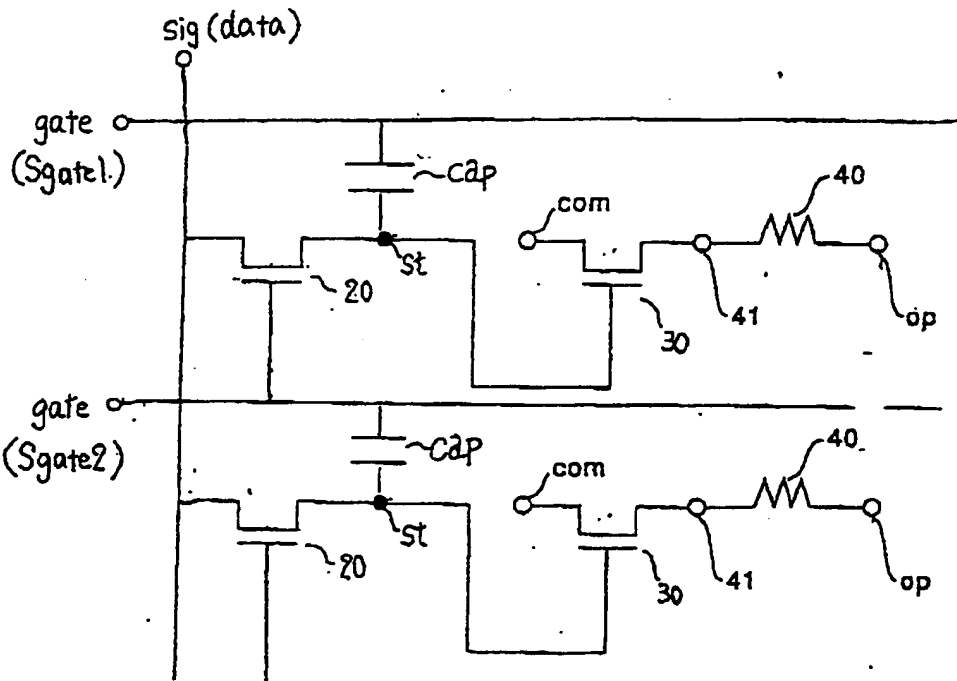 sig (data)
gate
(Sgate1.)
cap
com
40
st
20
30
41
op
gate
(Sgate2)
cap
com
40
st
20
30
41
op